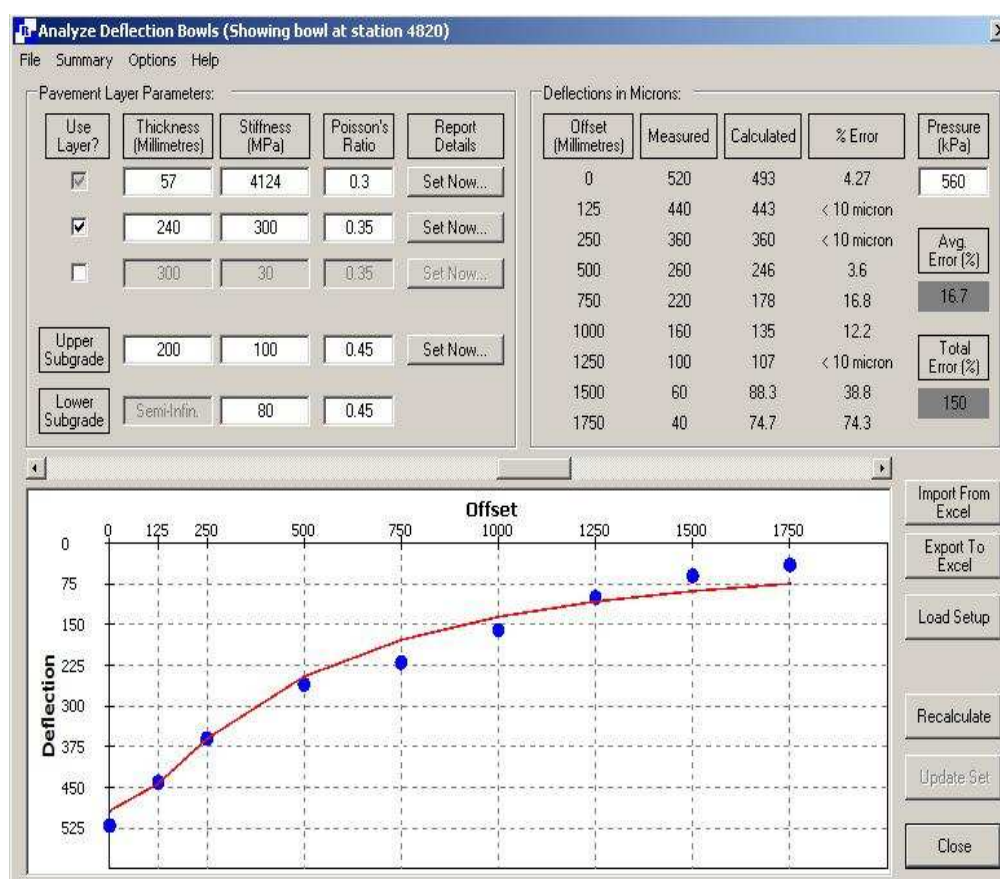 Analyze Deflection Bowls (Showing bowl at station 4820)
File Summary Options Help
Pavement Layer Parameters:
Use Layer?
Thickness (Millimetres)
Stiffness (MPa)
Poisson's Ratio
Report Details
57 4124 0.3 Set Now...
240 300 0.35 Set Now...
300 30 0.35 Set Now...
Upper Subgrade
200 100 0.45 Set Now...
Lower Subgrade
Semi-Infin. 80 0.45
Deflections in Microns:
Offset (Millimetres)
Measured
Calculated
% Error
0 520 493 4.27
125 440 443 < 10 micron
250 360 360 < 10 micron
500 260 246 3.6
750 220 178 16.8
1000 160 135 12.2
1250 100 107 < 10 micron
1500 60 88.3 38.8
1750 40 74.7 74.3
Pressure (kPa)
560
Avg. Error (%)
16.7
Total Error (%)
150
Offset
0 125 250 500 750 1000 1250 1500 1750
Deflection
0
75
150
225
300
375
450
525
Import From Excel
Export To Excel
Load Setup
Recalculate
Update Set
Close